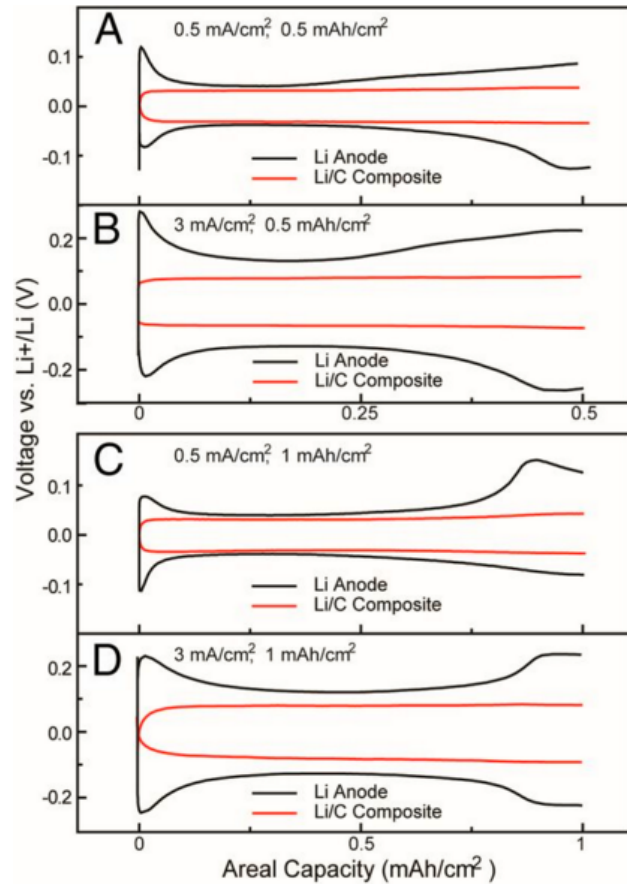 A
0.5 mA/cm²; 0.5 mAh/cm²
0.1
0.0
-0.1
Li Anode
Li/C Composite
B
3 mA/cm²; 0.5 mAh/cm²
0.2
0.0
-0.2
Li Anode
Li/C Composite
0
0.25
0.5
Voltage vs. Li+/Li (V)
C
0.5 mA/cm²; 1 mAh/cm²
0.1
0.0
-0.1
Li Anode
Li/C Composite
D
3 mA/cm²; 1 mAh/cm²
0.2
0.0
-0.2
Li Anode
Li/C Composite
0
0.5
1
Areal Capacity (mAh/cm²)